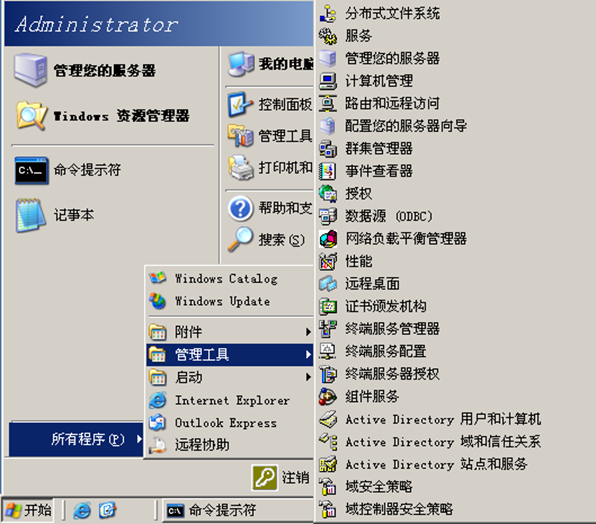 Administrator
管理您的服务器
Windows 资源管理器
命令提示符
记事本
所有程序(P)
我的电脑
控制面板
管理工具
打印机和
帮助和支
搜索(S)
注销
Windows Catalog
Windows Update
附件
管理工具
启动
Internet Explorer
Outlook Express
远程协助
分布式文件系统
服务
管理您的服务器
计算机管理
路由和远程访问
配置您的服务器向导
群集管理器
事件查看器
授权
数据源 (ODBC)
网络负载平衡管理器
性能
远程桌面
证书颁发机构
终端服务管理器
终端服务配置
终端服务器授权
组件服务
Active Directory 用户和计算机
Active Directory 域和信任关系
Active Directory 站点和服务
域安全策略
域控制器安全策略
开始
命令提示符